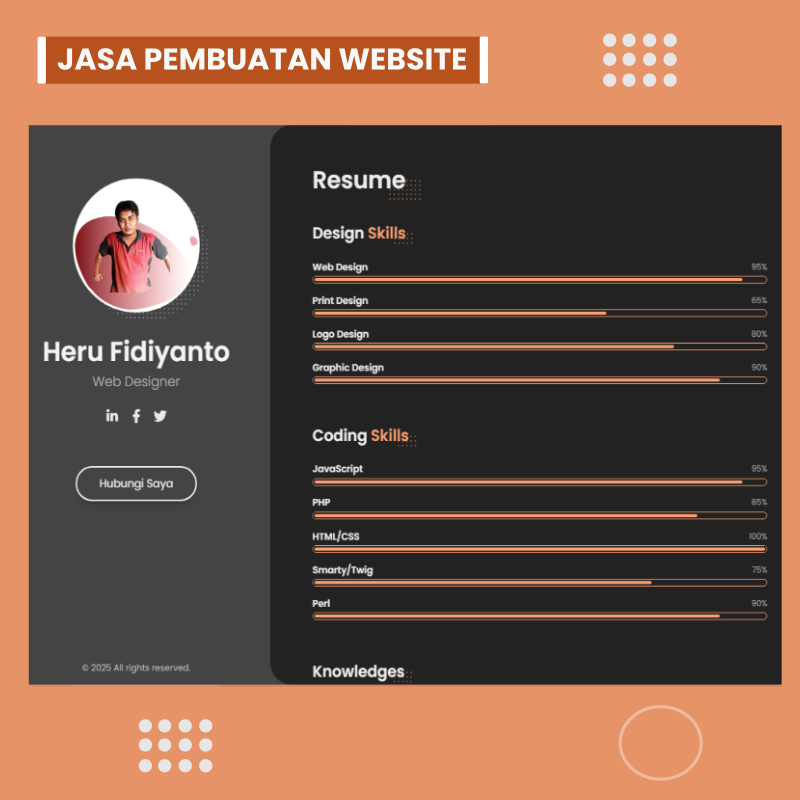 JASA PEMBUATAN WEBSITE
Heru Fidiyanto
Web Designer
Hubungi Saya
© 2025 All rights reserved.
Resume
Design Skills
Web Design 95%
Print Design 65%
Logo Design 80%
Graphic Design 90%
Coding Skills
JavaScript 95%
PHP 85%
HTML/CSS 100%
Smarty/Twig 75%
Perl 90%
Knowledges